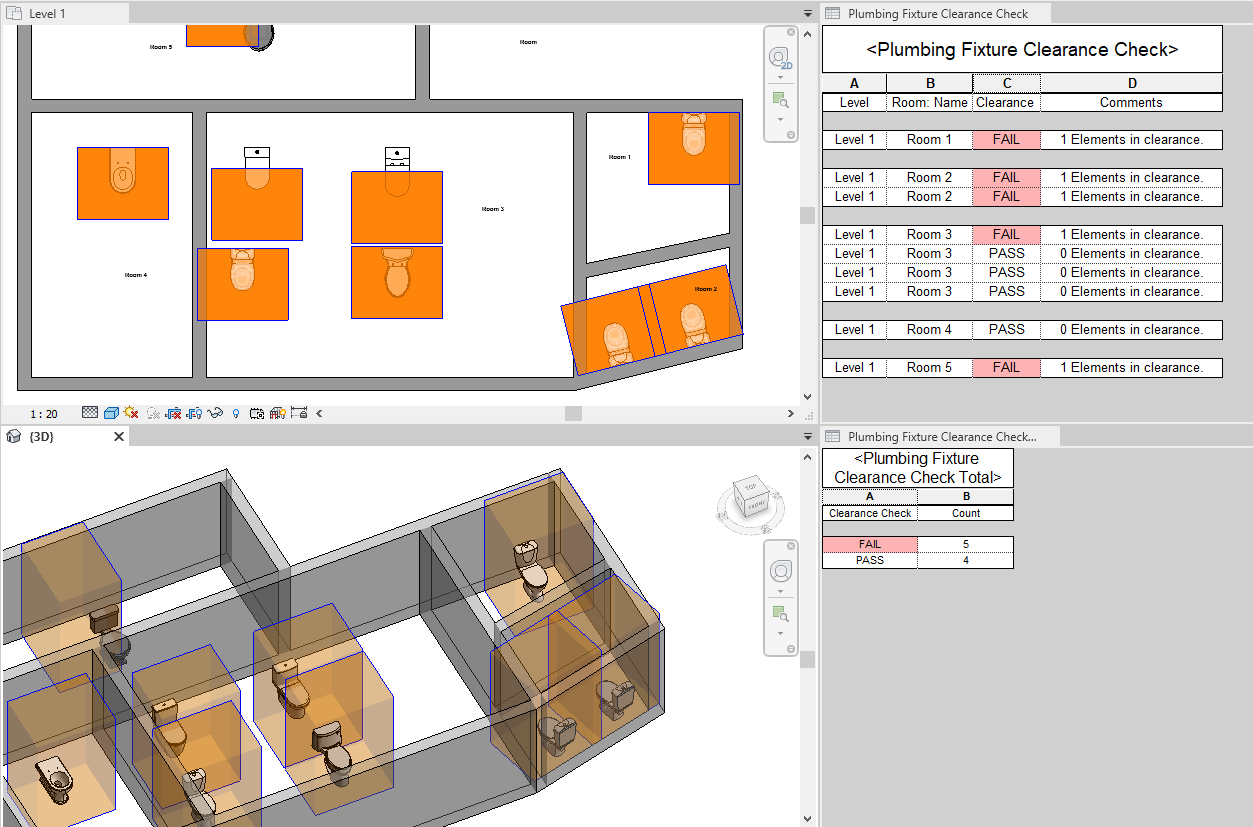 Level 1
Room 5
Room
2D
Room 1
Room 3
Room 4
Room 2
1 : 20
Plumbing Fixture Clearance Check
<Plumbing Fixture Clearance Check>
A B C D
Level Room: Name Clearance Comments
Level 1 Room 1 FAIL 1 Elements in clearance.
Level 1 Room 2 FAIL 1 Elements in clearance.
Level 1 Room 2 FAIL 1 Elements in clearance.
Level 1 Room 3 FAIL 1 Elements in clearance.
Level 1 Room 3 PASS 0 Elements in clearance.
Level 1 Room 3 PASS 0 Elements in clearance.
Level 1 Room 3 PASS 0 Elements in clearance.
Level 1 Room 4 PASS 0 Elements in clearance.
Level 1 Room 5 FAIL 1 Elements in clearance.
{3D}
TOP
FRONT
Plumbing Fixture Clearance Check...
<Plumbing Fixture
Clearance Check Total>
A B
Clearance Check Count
FAIL 5
PASS 4